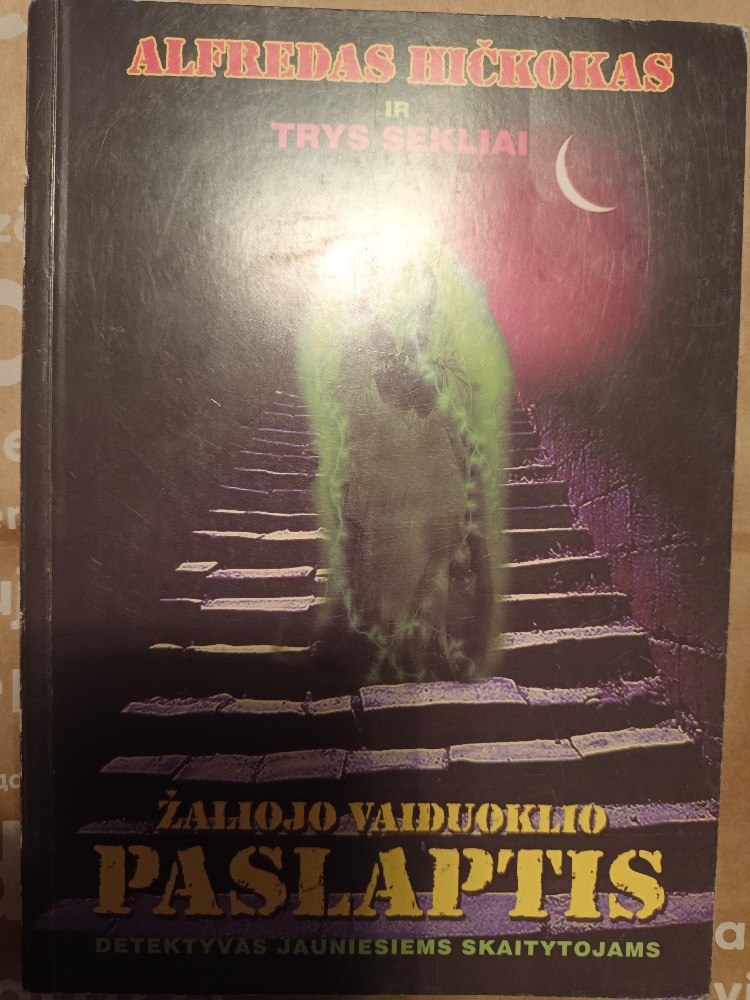 ALFREDAS HIČKOKAS
IR
TRYS SEKLIAI
ŽALIOJO VAIDUOKLIO
PASLAPTIS
DETEKTYVAS JAUNIESIEMS SKAITYTOJAMS